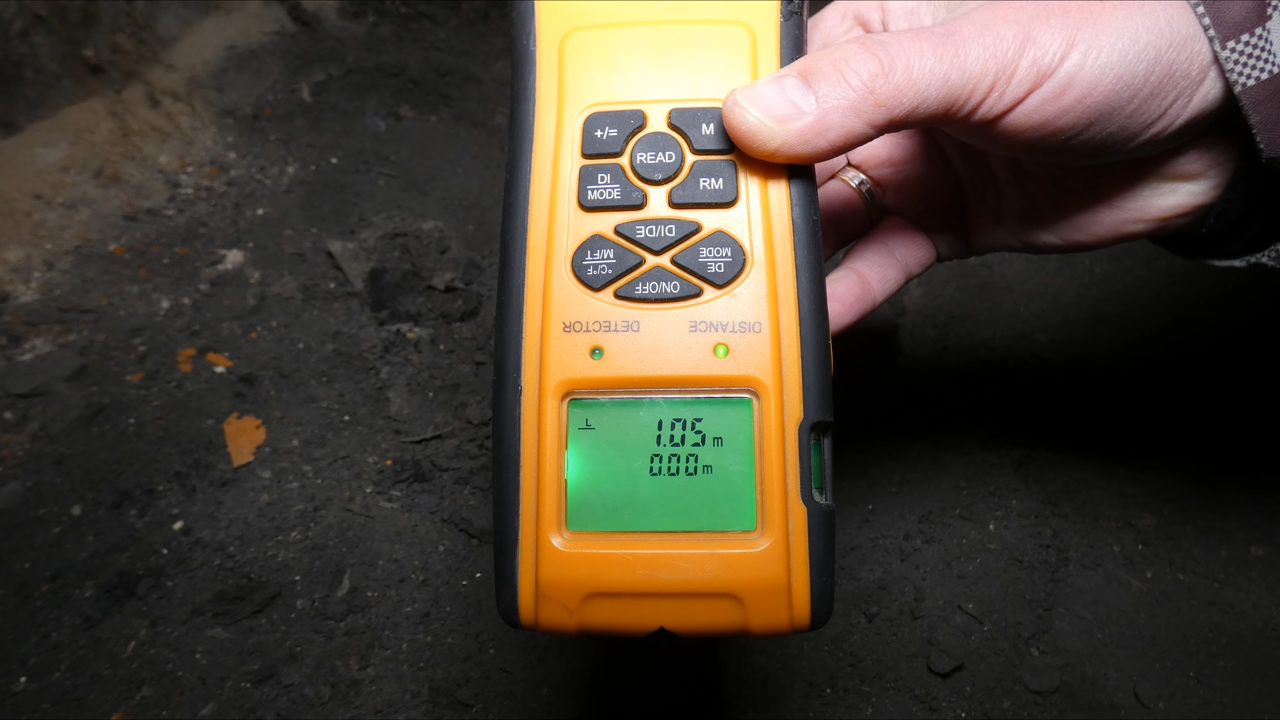 +/=
M
READ
DI
MODE
RM
DI/DE
°C/°F
M/FT
DE
MODE
ON/OFF
DETECTOR
DISTANCE
L
1.05 m
0.00 m